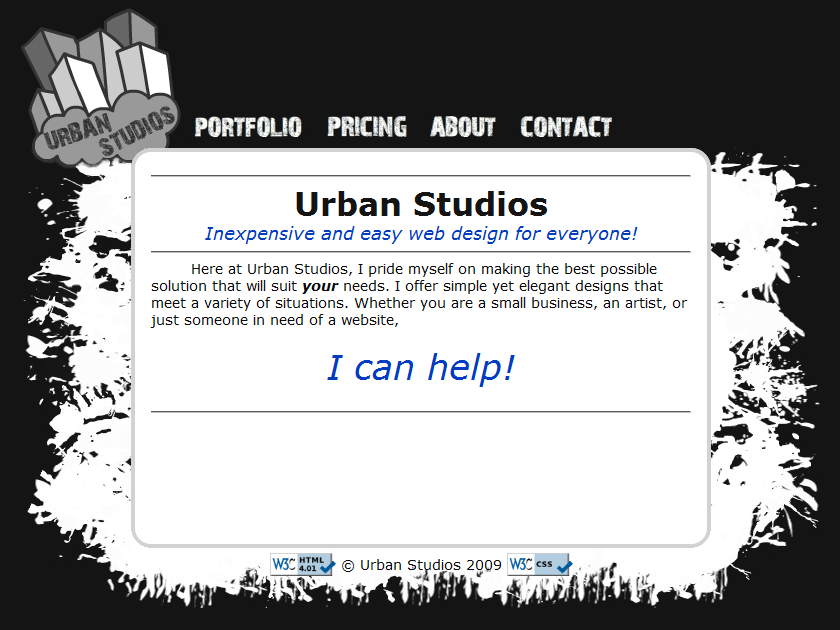 URBAN
STUDIOS
PORTFOLIO PRICING ABOUT CONTACT
Urban Studios
Inexpensive and easy web design for everyone!
Here at Urban Studios, I pride myself on making the best possible
solution that will suit your needs. I offer simple yet elegant designs that
meet a variety of situations. Whether you are a small business, an artist, or
just someone in need of a website,
I can help!
W3C HTML 4.01 © Urban Studios 2009 W3C CSS